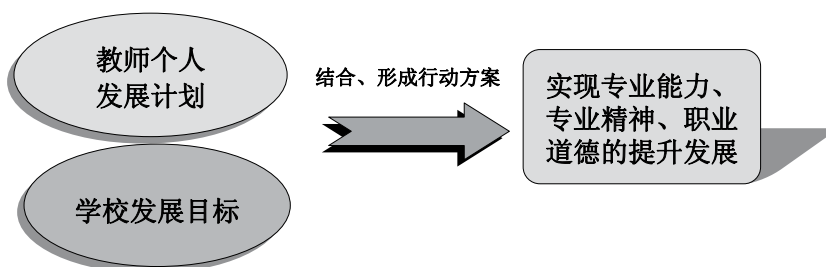 教师个人
发展计划
学校发展目标
结合、形成行动方案
实现专业能力、
专业精神、职业
道德的提升发展